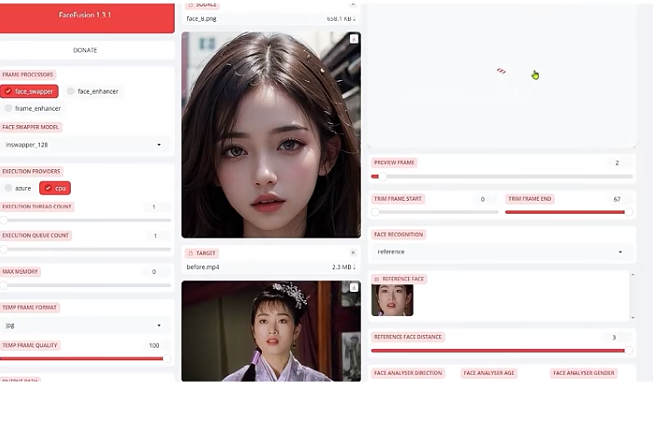 FaceFusion 1.3.1
DONATE
FRAME PROCESSORS
face_swapper
face_enhancer
frame_enhancer
FACE SWAPPER MODEL
inswapper_128
EXECUTION PROVIDERS
azure
cpu
EXECUTION THREAD COUNT 1
EXECUTION QUEUE COUNT 1
MAX MEMORY 0
TEMP FRAME FORMAT
jpg
TEMP FRAME QUALITY 100
OUTPUT PATH
SOURCE
face_8.png 658.1 KB ↓
TARGET
before.mp4 2.3 MB ↓
PREVIEW FRAME 2
TRIM FRAME START 0
TRIM FRAME END 67
FACE RECOGNITION
reference
REFERENCE FACE
REFERENCE FACE DISTANCE 3
FACE ANALYSER DIRECTION
FACE ANALYSER AGE
FACE ANALYSER GENDER